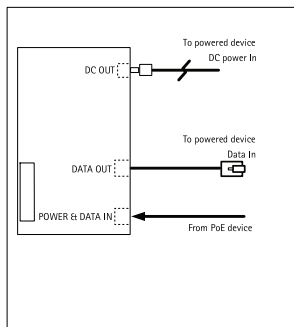 To powered device
DC power In
DC OUT
To powered device
Data In
DATA OUT
POWER & DATA IN
From PoE device